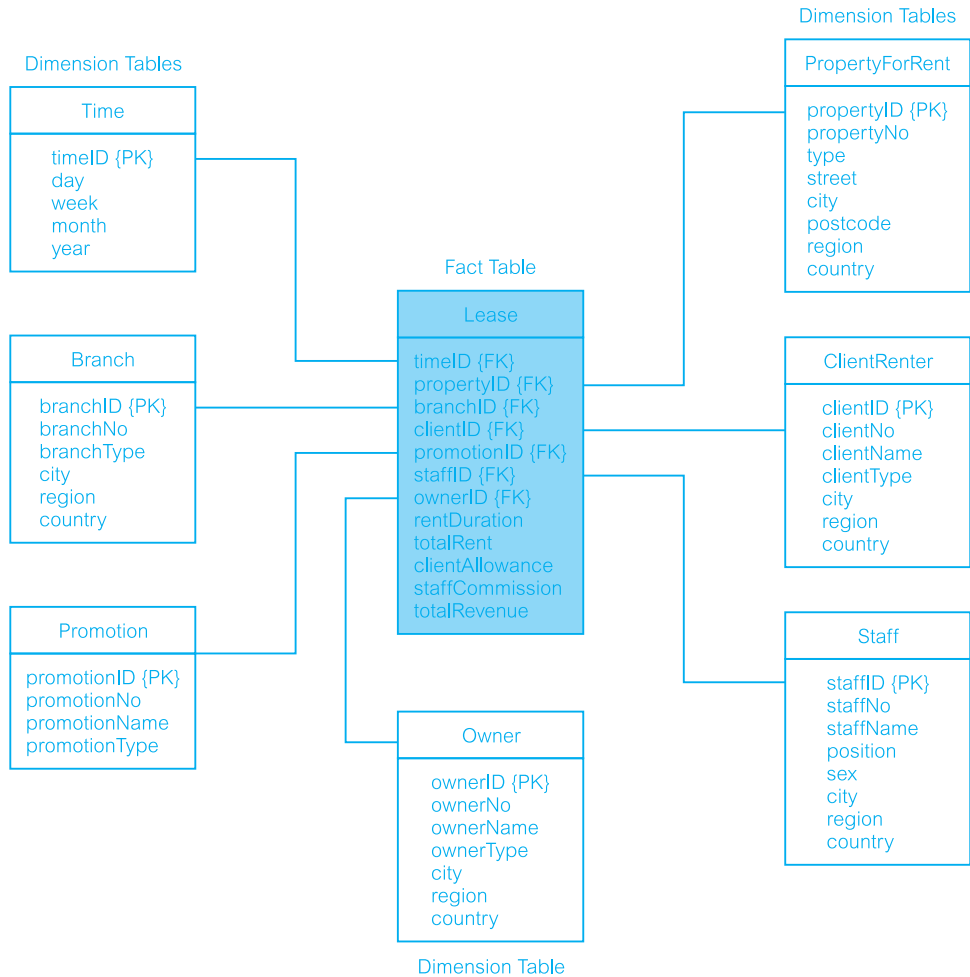 Dimension Tables
Time
timeID {PK}
day
week
month
year
Branch
branchID {PK}
branchNo
branchType
city
region
country
Promotion
promotionID {PK}
promotionNo
promotionName
promotionType
Fact Table
Lease
timeID {FK}
propertyID {FK}
branchID {FK}
clientID {FK}
promotionID {FK}
staffID {FK}
ownerID {FK}
rentDuration
totalRent
clientAllowance
staffCommission
totalRevenue
Owner
ownerID {PK}
ownerNo
ownerName
ownerType
city
region
country
Dimension Table
Dimension Tables
PropertyForRent
propertyID {PK}
propertyNo
type
street
city
postcode
region
country
ClientRenter
clientID {PK}
clientNo
clientName
clientType
city
region
country
Staff
staffID {PK}
staffNo
staffName
position
sex
city
region
country